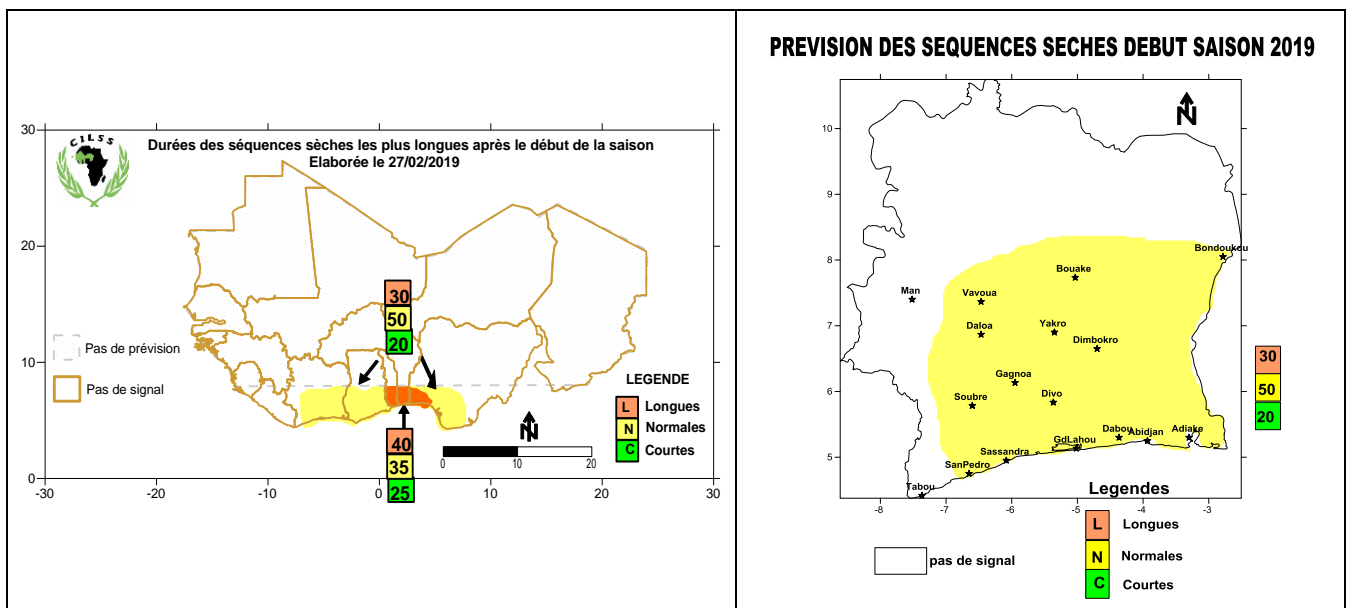 CILSS
Durées des séquences sèches les plus longues après le début de la saison
Elaborée le 27/02/2019
30
20
10
0
-30
-20
-10
0
10
20
30
30
50
20
Pas de prévision
Pas de signal
40
35
25
N
0
10
20
LEGENDE
L Longues
N Normales
C Courtes
PREVISION DES SEQUENCES SECHES DEBUT SAISON 2019
N
10
9
8
7
6
5
-8
-7
-6
-5
-4
-3
Bondoukou
Bouake
Man
Vavoua
Daloa
Yakro
Dimbokro
Gagnoa
Soubre
Divo
Dabou
Abidjan
Adiake
GdLahou
Sassandra
SanPedro
Tabou
30
50
20
Legendes
L Longues
N Normales
C Courtes
pas de signal